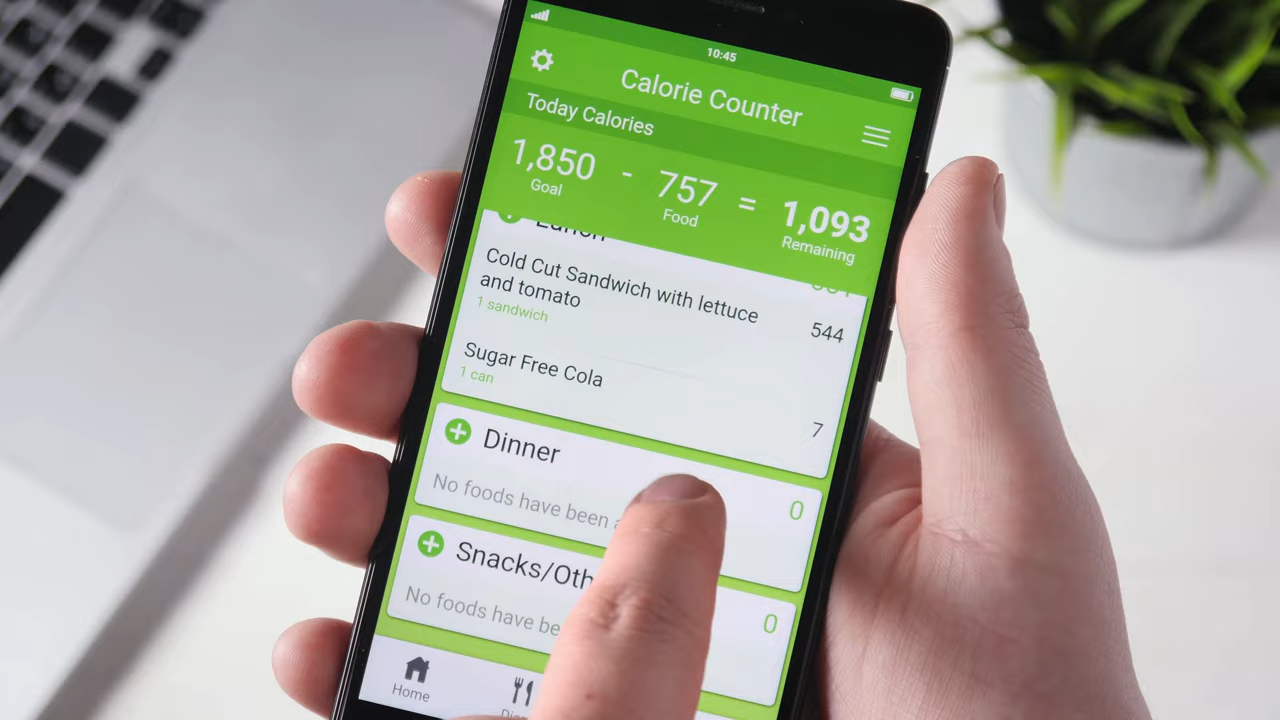 10:45
Calorie Counter
Today Calories
1,850 - 757 = 1,093
Goal Food Remaining
Lunch
Cold Cut Sandwich with lettuce
and tomato
544
1 sandwich
Sugar Free Cola
1 can
7
Dinner
No foods have been
0
Snacks/Oth
No foods have be
0
Home